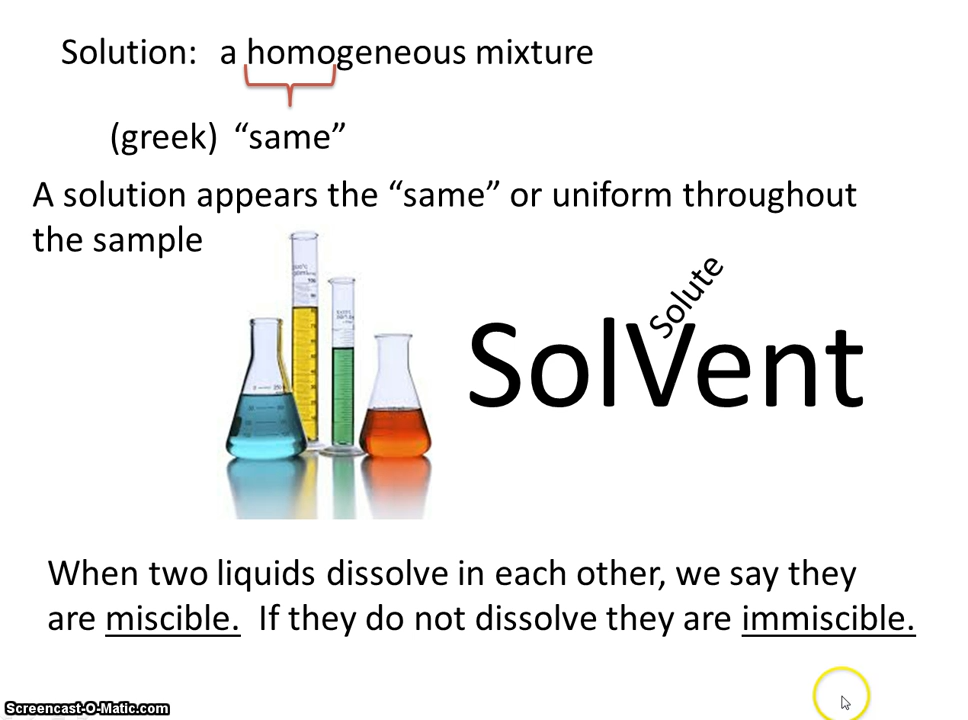 Solution: a homogeneous mixture
(greek) “same”
A solution appears the “same” or uniform throughout
the sample
Solute
SolVent
When two liquids dissolve in each other, we say they
are miscible. If they do not dissolve they are immiscible.
Screencast-O-Matic.com